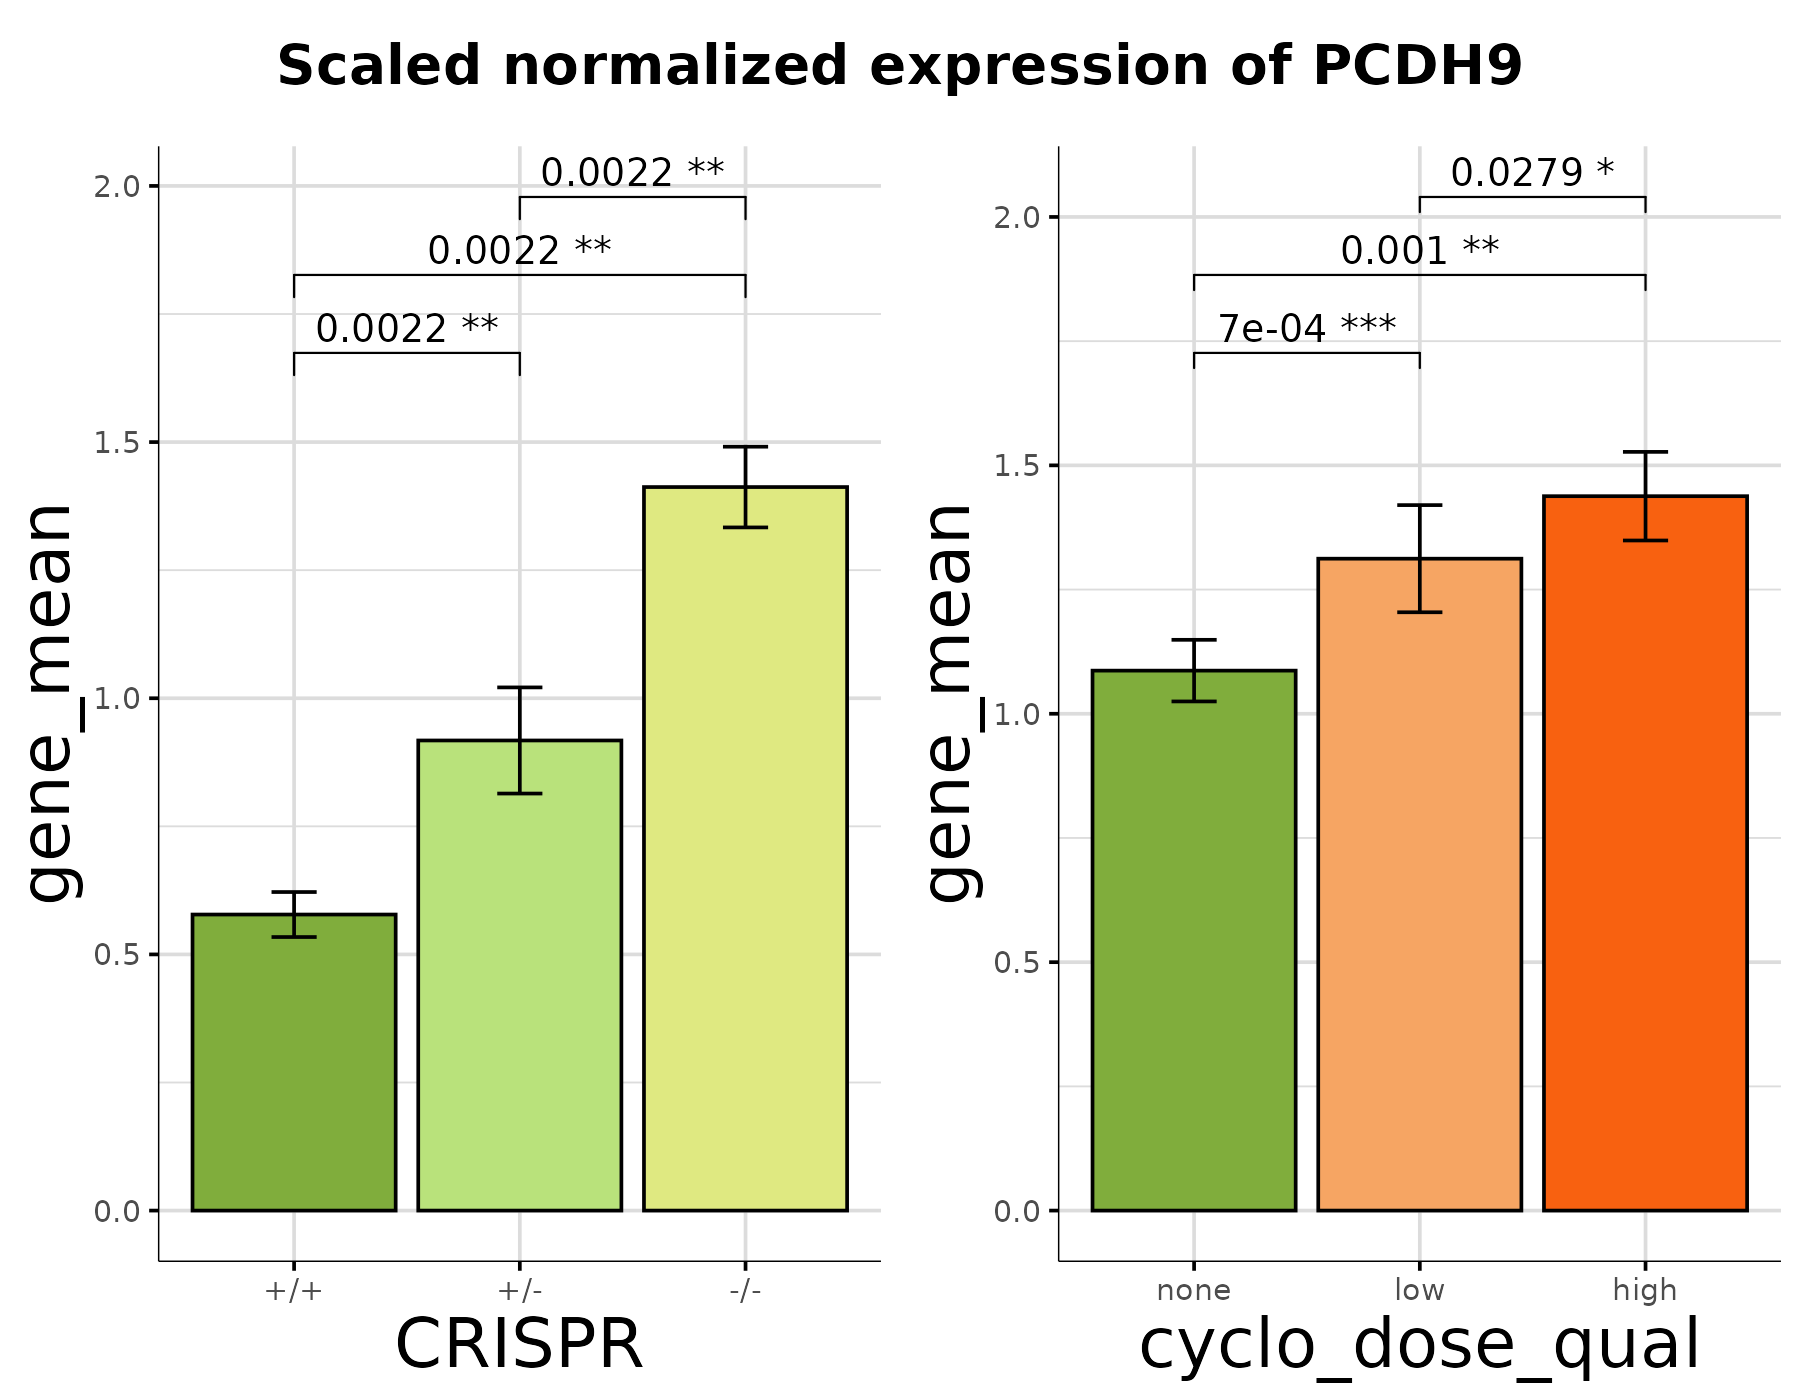 Scaled normalized expression of PCDH9
gene_mean
2.0
1.5
1.0
0.5
0.0
0.0022 **
0.0022 **
0.0022 **
+/+ +/- -/-
CRISPR
gene_mean
2.0
1.5
1.0
0.5
0.0
0.0279 *
0.001 **
7e-04 ***
none low high
cyclo_dose_qual